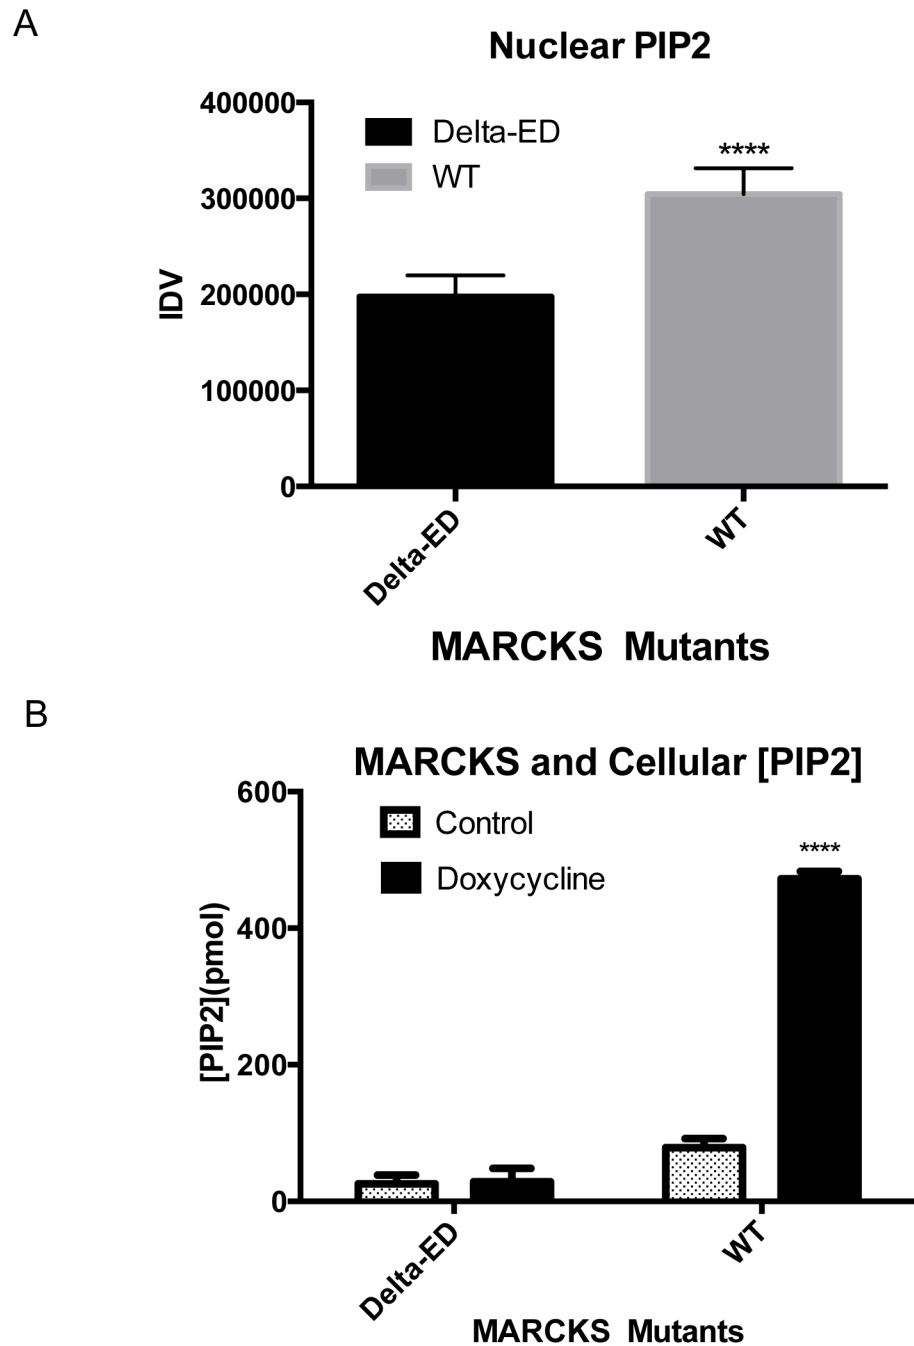 A
Nuclear PIP2
400000
300000
200000
100000
0
IDV
Delta-ED
WT
****
Delta-ED
WT
MARCKS Mutants
B
MARCKS and Cellular [PIP2]
600
400
200
0
[PIP2](pmol)
Control
Doxycycline
****
Delta-ED
WT
MARCKS Mutants